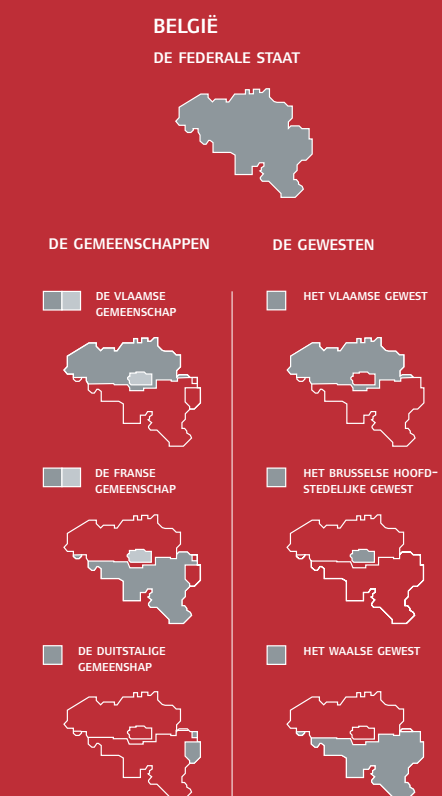 BELGIË
DE FEDERALE STAAT
DE GEMEENSCHAPPEN
DE VLAAMSE
GEMEENSCHAP
DE FRANSE
GEMEENSCHAP
DE DUITSTALIGE
GEMEENSHAP
DE GEWESTEN
HET VLAAMSE GEWEST
HET BRUSSELSE HOOFD-
STEDELIJKE GEWEST
HET WAALSE GEWEST